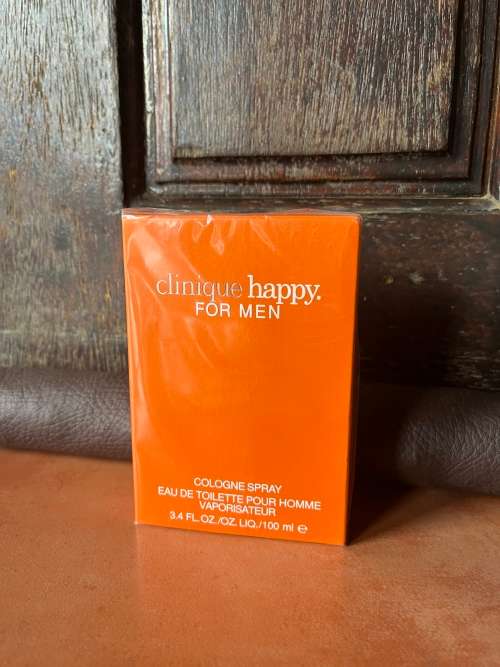 clinique happy.
FOR MEN
COLOGNE SPRAY
EAU DE TOILETTE POUR HOMME
VAPORISATEUR
3.4 FL.OZ./OZ. LIQ./100 ml ℮